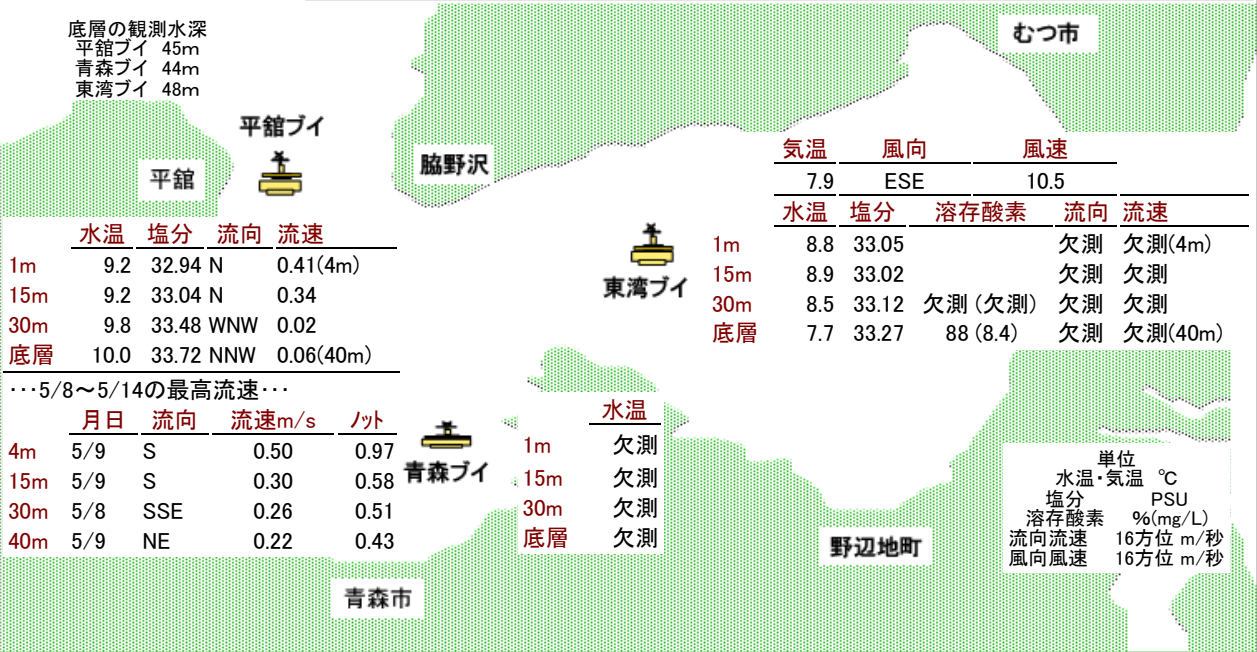 底層の観測水深
平舘ブイ 45m
青森ブイ 44m
東湾ブイ 48m
むつ市
平舘ブイ
平舘
脇野沢
気温 風向 風速
7.9 ESE 10.5
水温 塩分 溶存酸素 流向 流速
1m 8.8 33.05 欠測 欠測(4m)
15m 8.9 33.02 欠測 欠測
30m 8.5 33.12 欠測 (欠測) 欠測 欠測
底層 7.7 33.27 88 (8.4) 欠測 欠測(40m)
東湾ブイ
水温 塩分 流向 流速
1m 9.2 32.94 N 0.41(4m)
15m 9.2 33.04 N 0.34
30m 9.8 33.48 WNW 0.02
底層 10.0 33.72 NNW 0.06(40m)
･･･5/8～5/14の最高流速･･･
月日 流向 流速m/s ﾉｯﾄ
4m 5/9 S 0.50 0.97
15m 5/9 S 0.30 0.58
30m 5/8 SSE 0.26 0.51
40m 5/9 NE 0.22 0.43
青森ブイ
水温
1m 欠測
15m 欠測
30m 欠測
底層 欠測
単位
水温・気温 ℃
塩分 PSU
溶存酸素 %(mg/L)
流向流速 16方位 m/秒
風向風速 16方位 m/秒
野辺地町
青森市